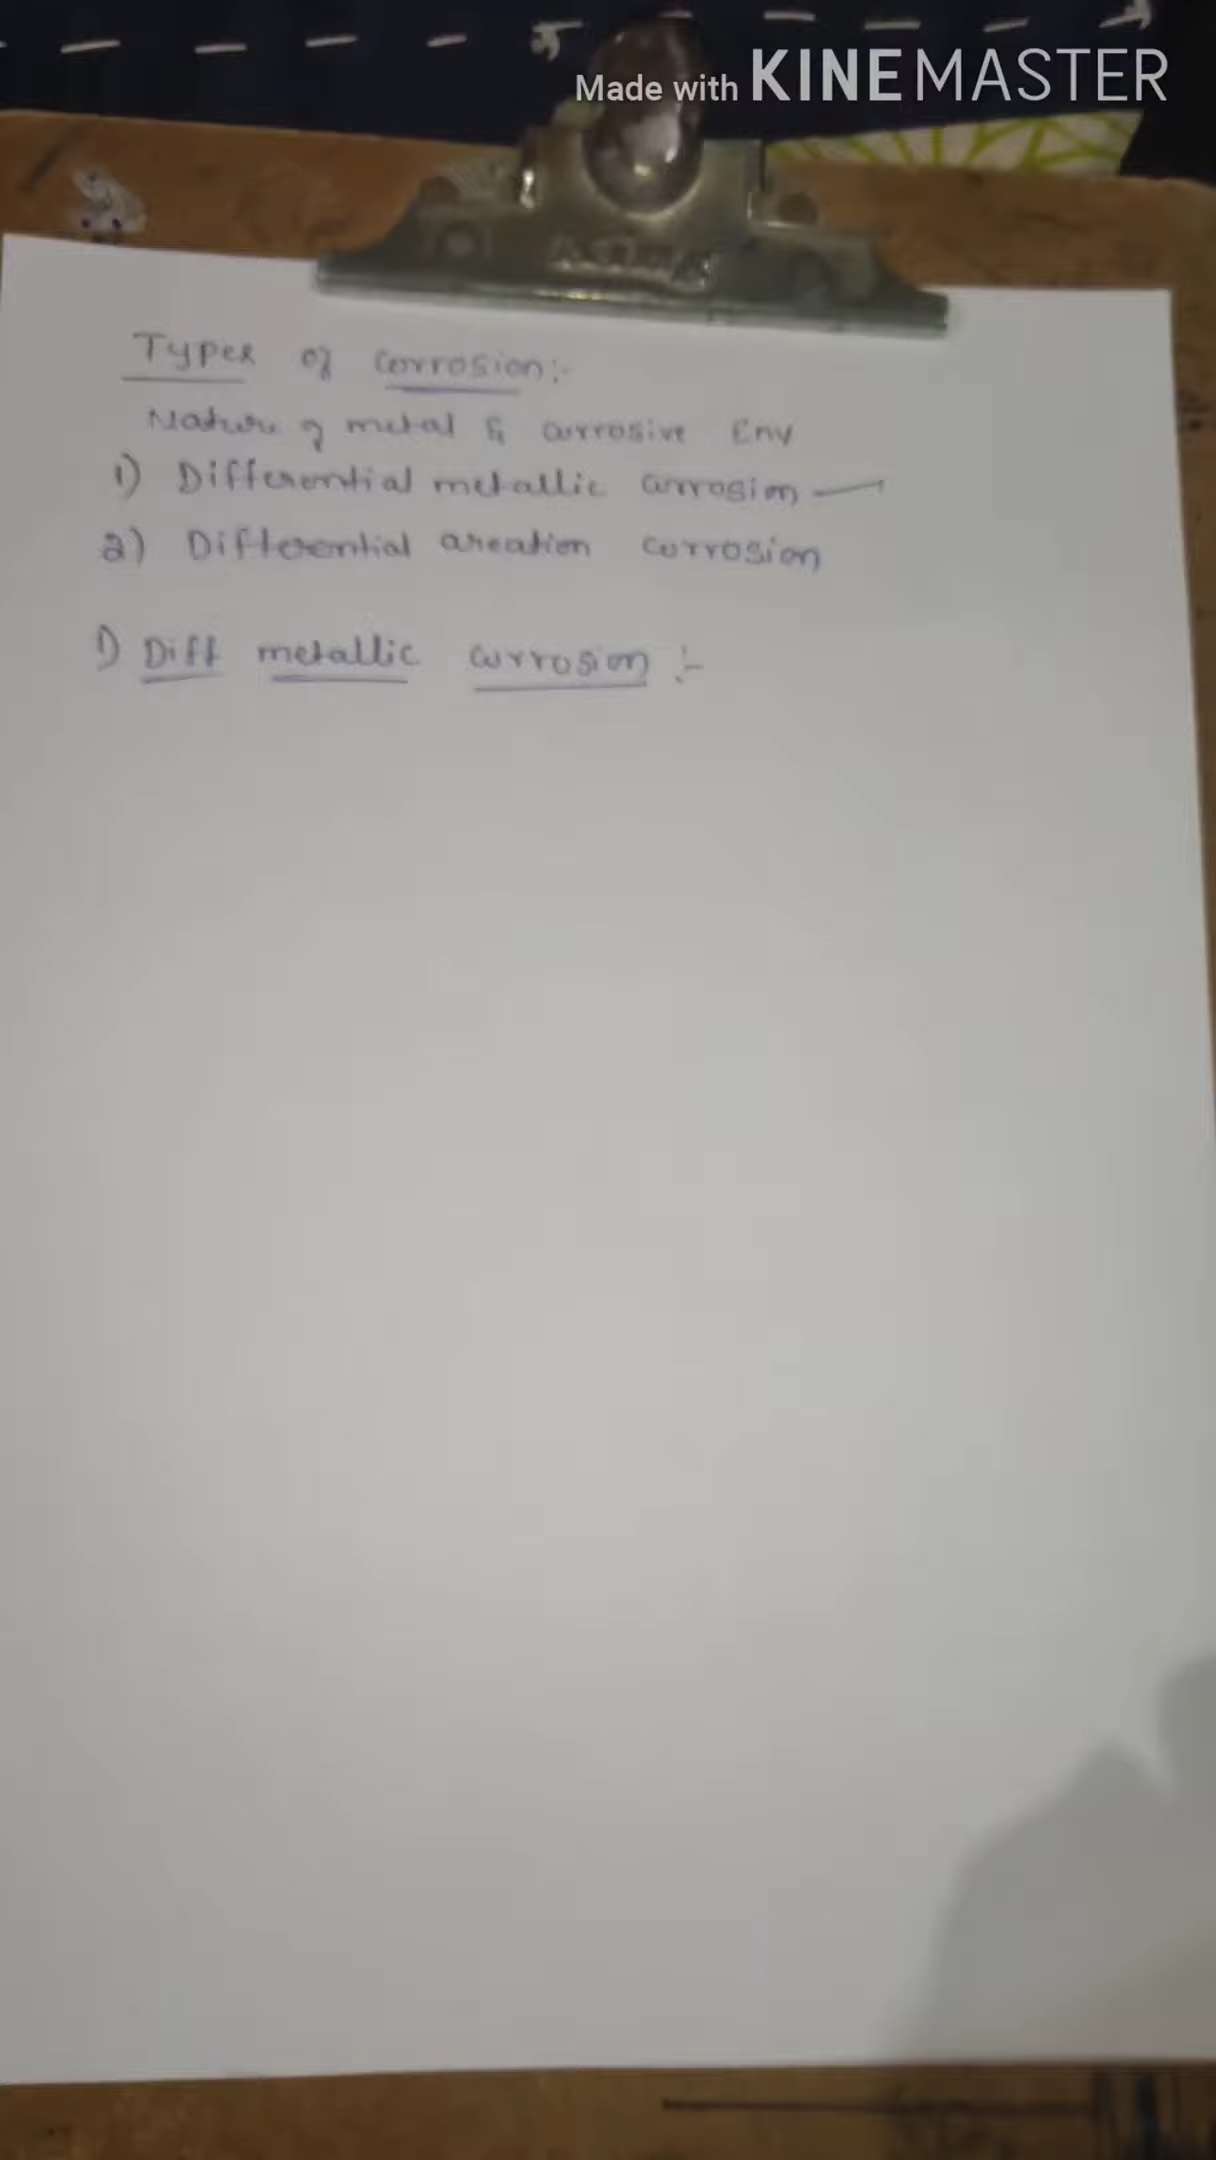 Made with KINEMASTER
Types of corrosion:-
Nature of metal & corrosive Env
1) Differential metallic corrosion —
2) Differential areation corrosion
1) Diff metallic corrosion :-